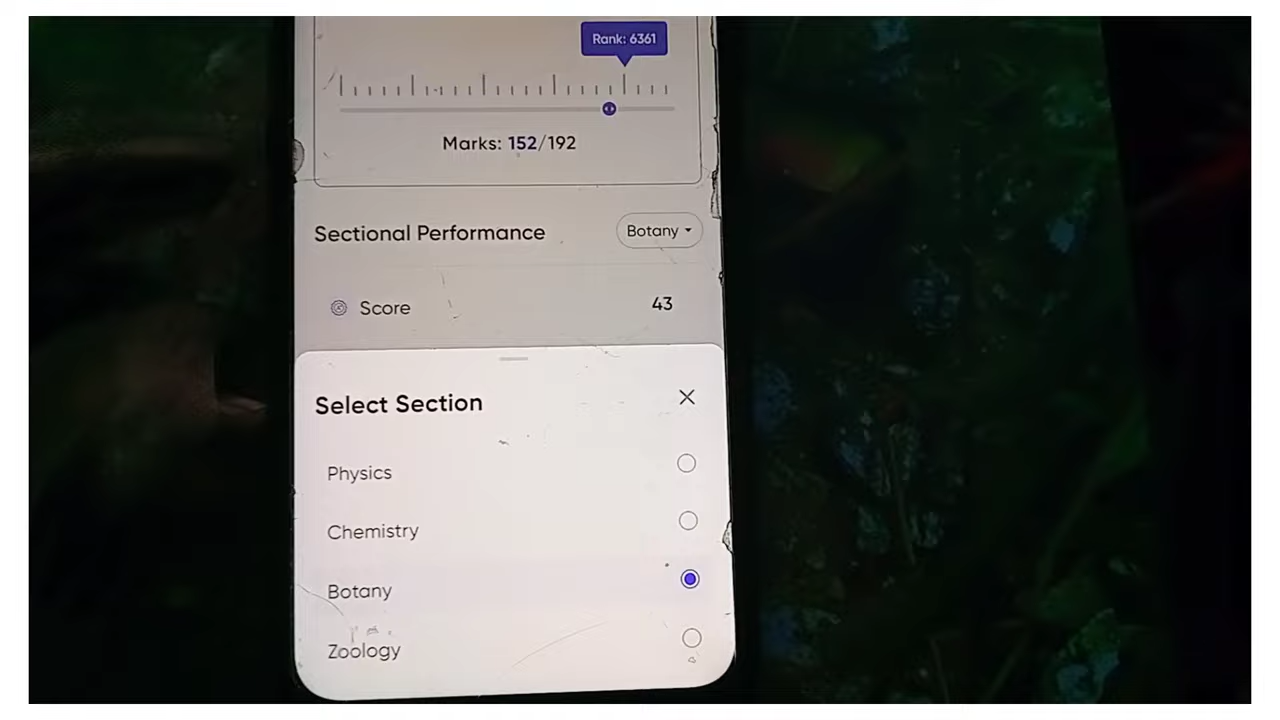 Rank: 6361
Marks: 152/192
Sectional Performance
Botany
Score
43
Select Section
Physics
Chemistry
Botany
Zoology